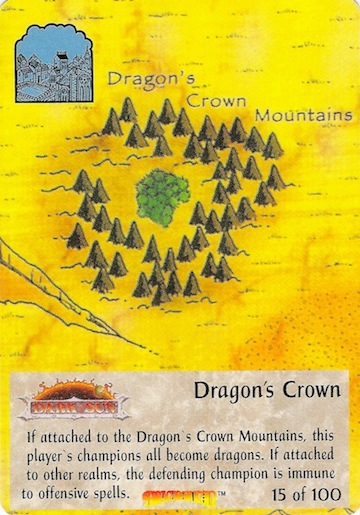 Dragon's
Crown
Mountains
DARK SUN
Dragon's Crown
If attached to the Dragon`s Crown Mountains, this
player`s champions all become dragons. If attached
to other realms, the defending champion is immune
to offensive spells.
™
15 of 100